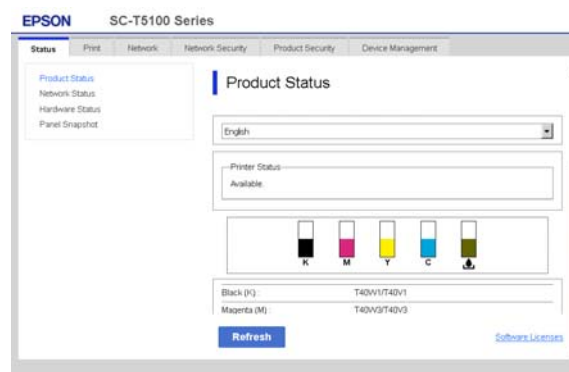 EPSON SC-T5100 Series
Status Print Network Network Security Product Security Device Management
Product Status
Network Status
Hardware Status
Panel Snapshot
Product Status
English
Printer Status
Available.
K M Y C
Black (K) : T40W1/T40V1
Magenta (M) T40W3/T40V3
Refresh
Software Licenses